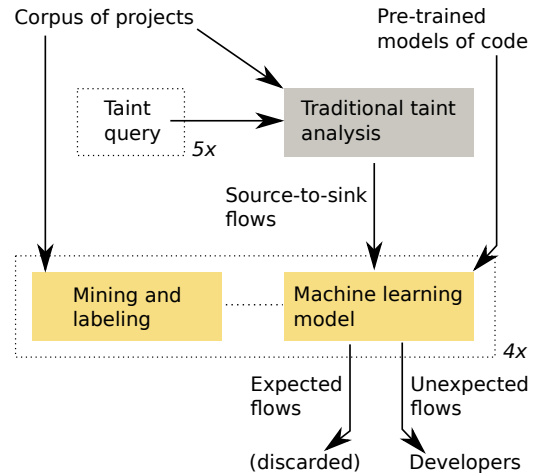 Corpus of projects
Pre-trained
models of code
Taint
query
5x
Traditional taint
analysis
Source-to-sink
flows
Mining and
labeling
Machine learning
model
4x
Expected
flows
Unexpected
flows
(discarded)
Developers